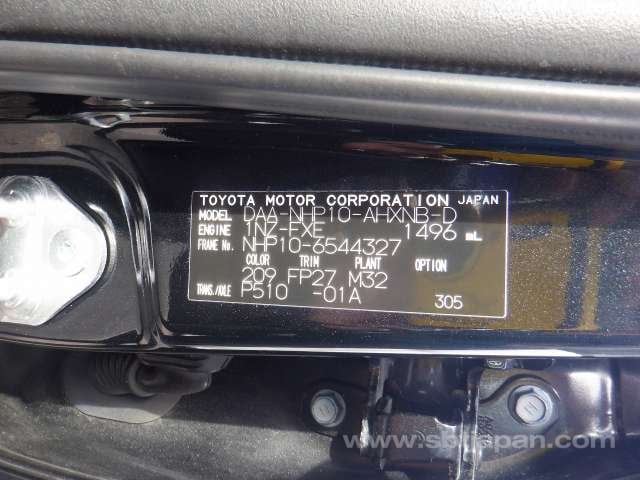 TOYOTA MOTOR CORPORATION JAPAN
MODEL DAA-NHP10-AHXNB-D
ENGINE 1NZ-FXE 1496 mL
FRAME No. NHP10-6544327
COLOR TRIM PLANT OPTION
209 FP27 M32
TRANS./AXLE P510 -01A 305
www.sbtjapan.com